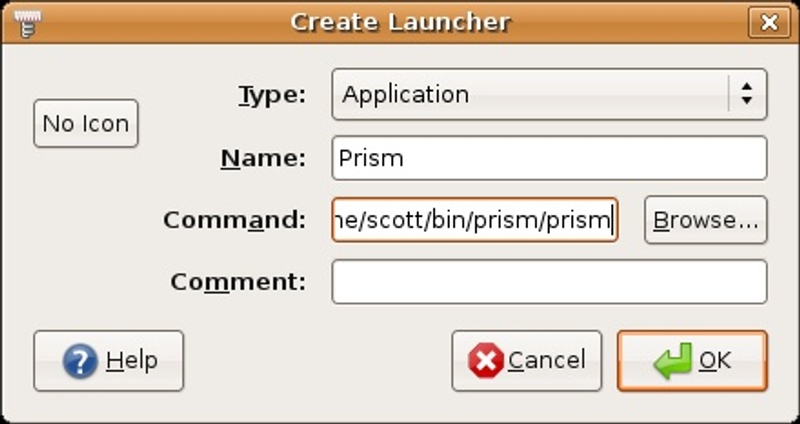 Create Launcher
Type: Application
No Icon
Name: Prism
Command: ne/scott/bin/prism/prism Browse...
Comment:
Help Cancel OK